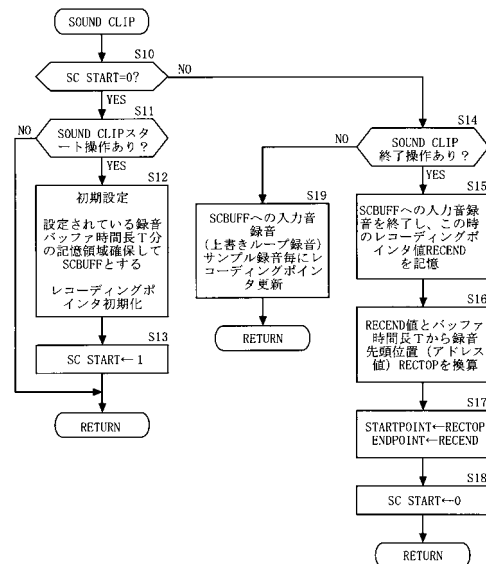 SOUND CLIP
S10
SC START=0?
NO
YES
S11
NO
SOUND CLIPスタ
ート操作あり？
YES
S12
初期設定
設定されている録音
バッファ時間長T分
の記憶領域確保して
SCBUFFとする
レコーディングポ
インタ初期化
S13
SC START←1
RETURN
S14
NO
SOUND CLIP
終了操作あり？
YES
S19
SCBUFFへの入力音
録音
(上書きループ録音)
サンプル録音毎にレ
コーディングポイン
タ更新
RETURN
S15
SCBUFFへの入力音録
音を終了し、この時
のレコーディングポ
インタ値RECEND
を記憶
S16
RECEND値とバッファ
時間長Tから録音
先頭位置（アドレス
値）RECTOPを換算
S17
STARTPOINT←RECTOP
ENDPOINT←RECEND
S18
SC START←0
RETURN